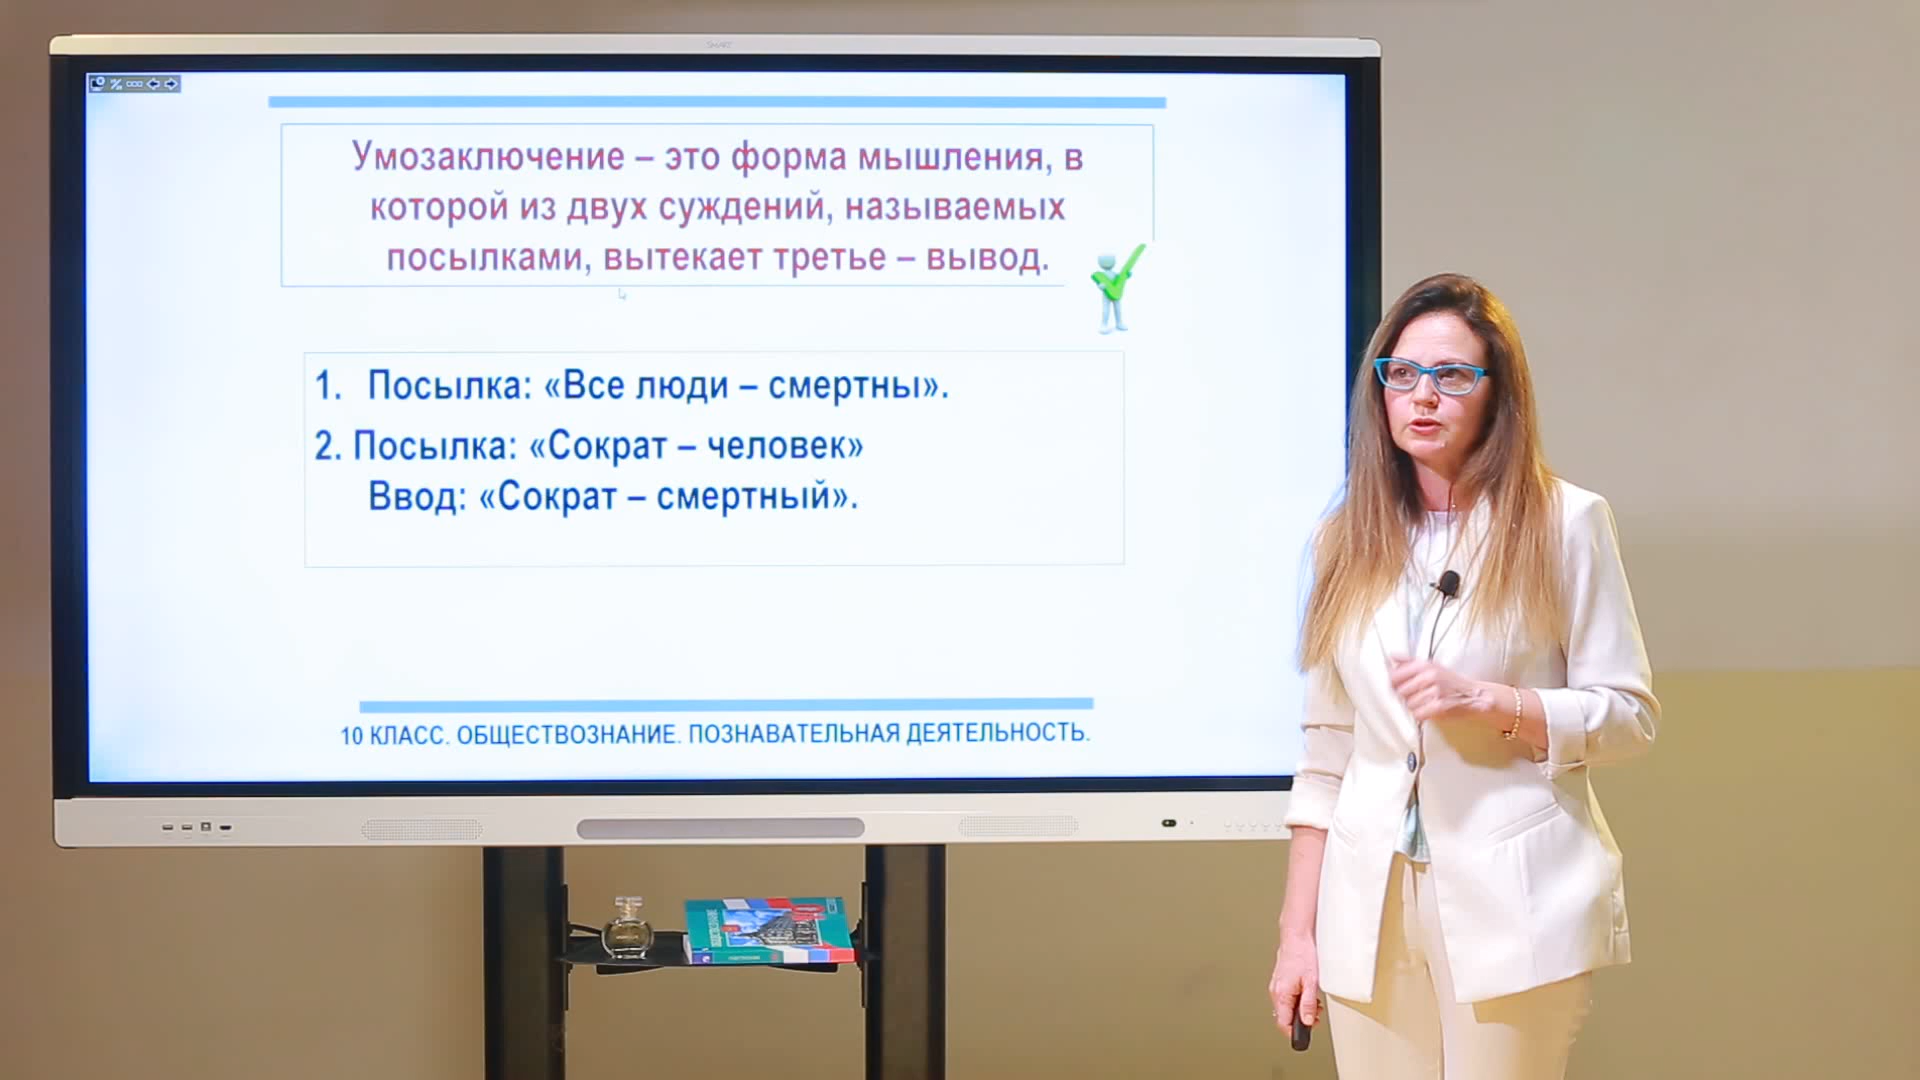 SMART
Умозаключение – это форма мышления, в
которой из двух суждений, называемых
посылками, вытекает третье – вывод.
1. Посылка: «Все люди – смертны».
2. Посылка: «Сократ – человек»
Ввод: «Сократ – смертный».
10 КЛАСС. ОБЩЕСТВОЗНАНИЕ. ПОЗНАВАТЕЛЬНАЯ ДЕЯТЕЛЬНОСТЬ.